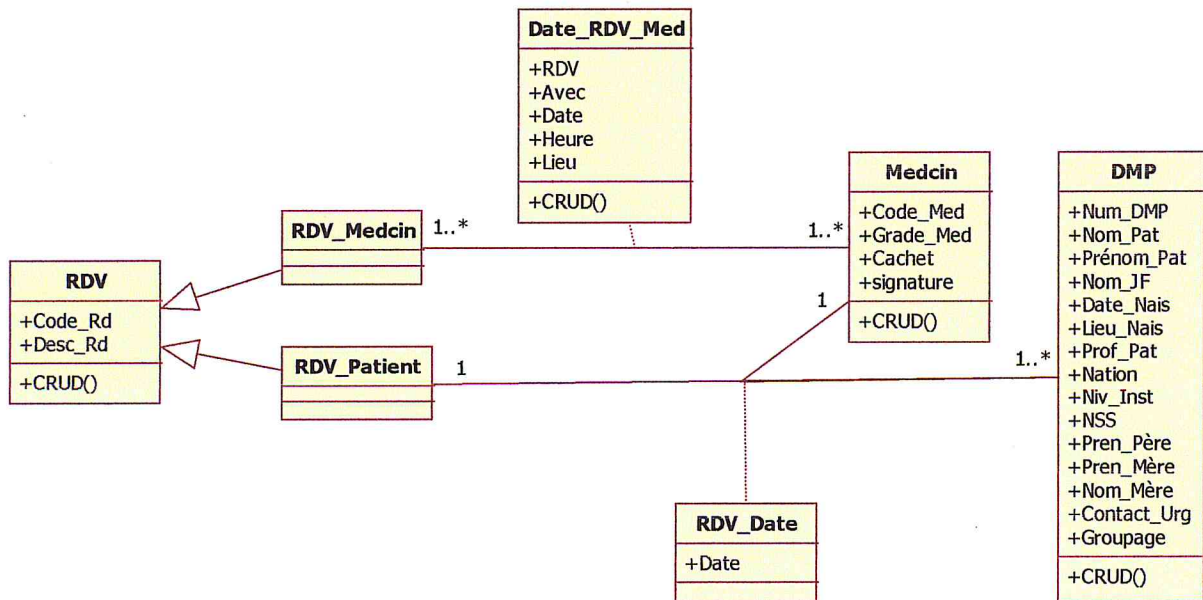 Date_RDV_Med
+RDV
+Avec
+Date
+Heure
+Lieu
+CRUD()
Medcin
+Code_Med
+Grade_Med
+Cachet
+signature
+CRUD()
DMP
+Num_DMP
+Nom_Pat
+Prénom_Pat
+Nom_JF
+Date_Nais
+Lieu_Nais
+Prof_Pat
+Nation
+Niv_Inst
+NSS
+Pren_Père
+Pren_Mère
+Nom_Mère
+Contact_Urg
+Groupage
+CRUD()
RDV_Medcin
1..*
1..*
RDV
+Code_Rd
+Desc_Rd
+CRUD()
1
RDV_Patient
1
1..*
RDV_Date
+Date